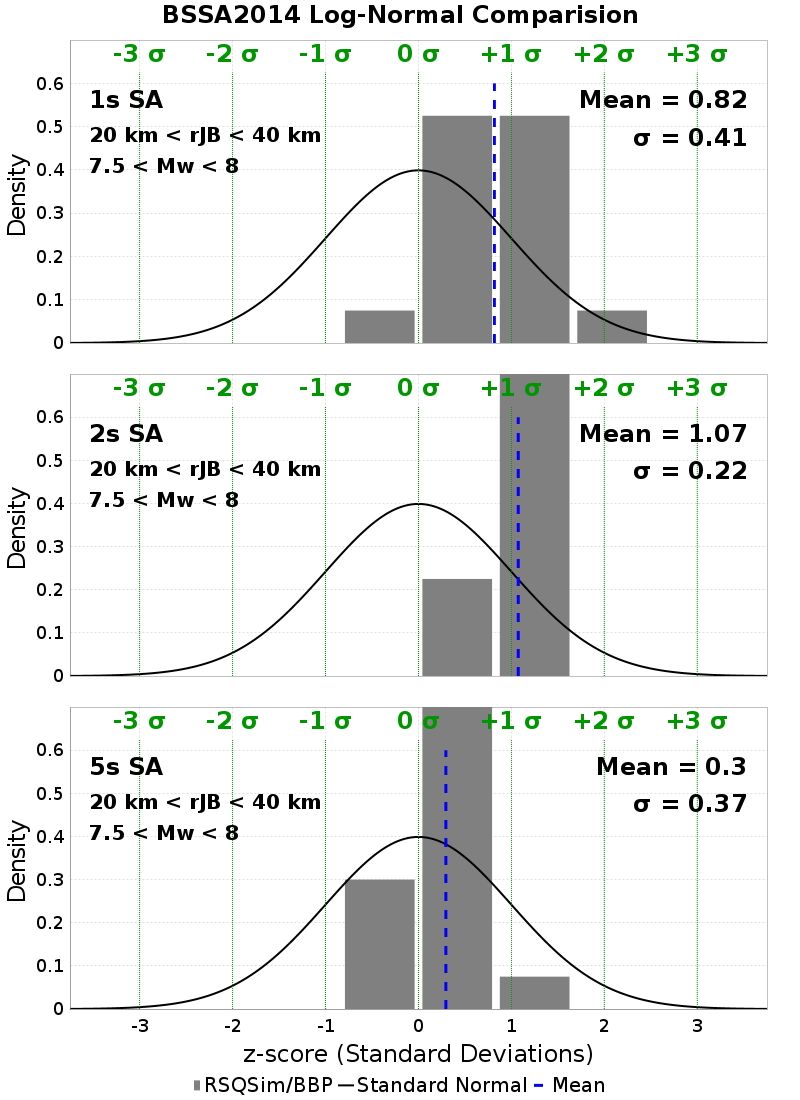 BSSA2014 Log-Normal Comparision
-3 σ -2 σ -1 σ 0 σ +1 σ +2 σ +3 σ
0.6
1s SA
Mean = 0.82
0.5
20 km < rJB < 40 km
σ = 0.41
0.4
7.5 < Mw < 8
Density
0.3
0.2
0.1
0
-3 σ -2 σ -1 σ 0 σ +1 σ +2 σ +3 σ
0.6
2s SA
Mean = 1.07
0.5
20 km < rJB < 40 km
σ = 0.22
0.4
7.5 < Mw < 8
Density
0.3
0.2
0.1
0
-3 σ -2 σ -1 σ 0 σ +1 σ +2 σ +3 σ
0.6
5s SA
Mean = 0.3
0.5
20 km < rJB < 40 km
σ = 0.37
0.4
7.5 < Mw < 8
Density
0.3
0.2
0.1
0
-3 -2 -1 0 1 2 3
z-score (Standard Deviations)
RSQSim/BBP Standard Normal Mean